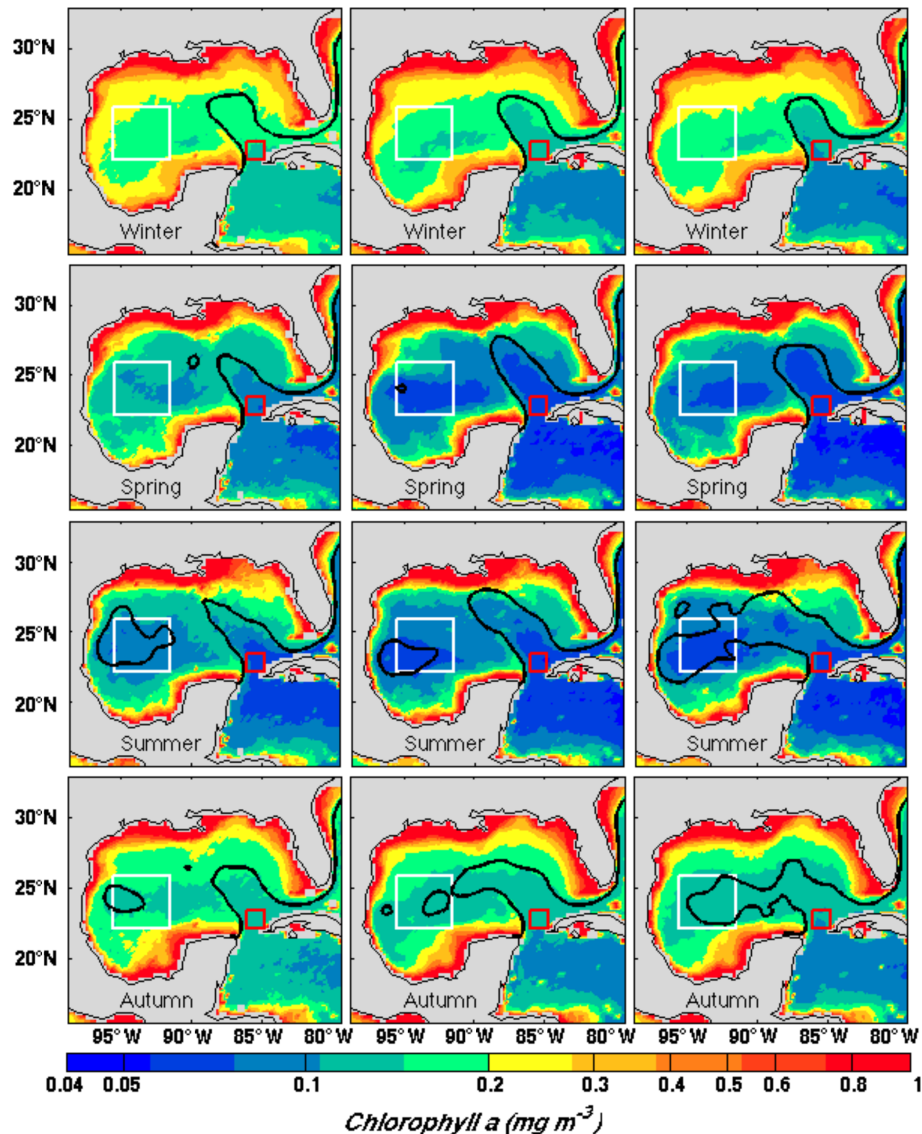 30°N
25°N
20°N
Winter Winter Winter
30°N
25°N
20°N
Spring Spring Spring
30°N
25°N
20°N
Summer Summer Summer
30°N
25°N
20°N
Autumn Autumn Autumn
95°W 90°W 85°W 80°W 95°W 90°W 85°W 80°W 95°W 90°W 85°W 80°W
0.04 0.05 0.1 0.2 0.3 0.4 0.5 0.6 0.8 1
Chlorophyll a (mg m⁻³)